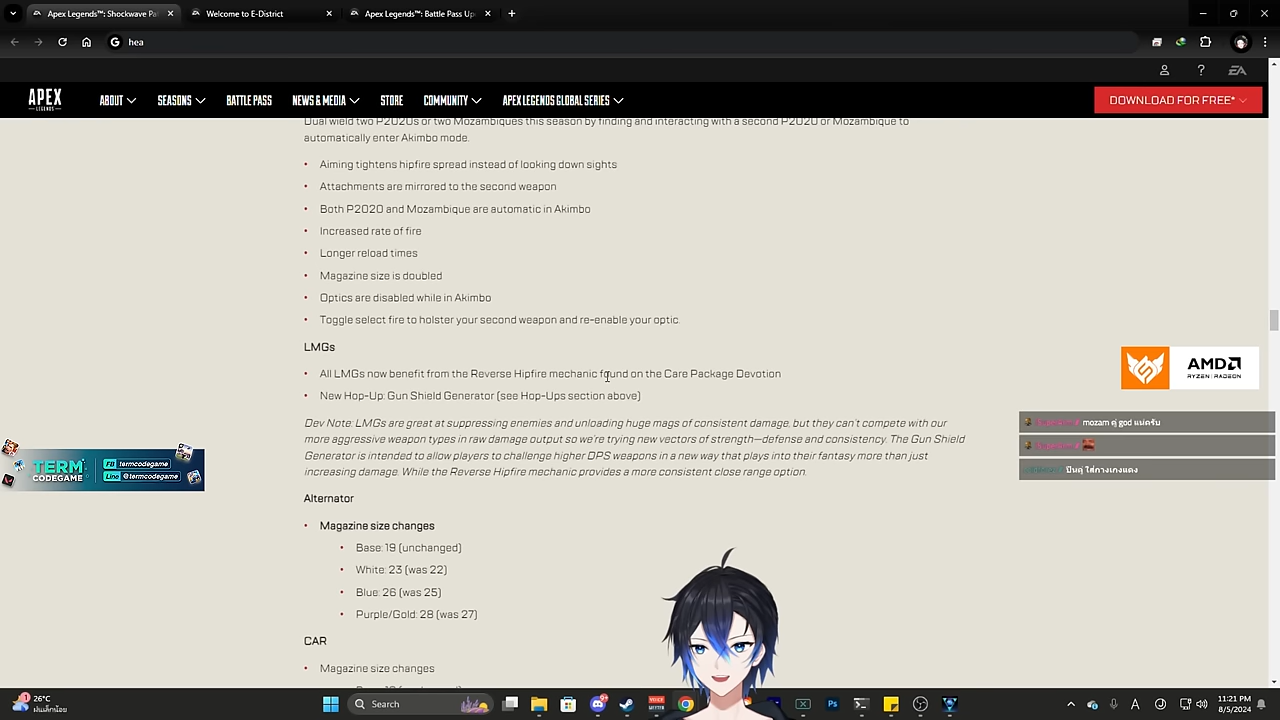 Apex Legends™: Shockwave Pa
Welcome to E-District
Apex Legends™: Battle Pass Up
hea
EA
APEX
LEGENDS
ABOUT
SEASONS
BATTLE PASS
NEWS & MEDIA
STORE
COMMUNITY
APEX LEGENDS GLOBAL SERIES
DOWNLOAD FOR FREE*
Dual wield two P2020s or two Mozambiques this season by finding and interacting with a second P2020 or Mozambique to
automatically enter Akimbo mode.
• Aiming tightens hipfire spread instead of looking down sights
• Attachments are mirrored to the second weapon
• Both P2020 and Mozambique are automatic in Akimbo
• Increased rate of fire
• Longer reload times
• Magazine size is doubled
• Optics are disabled while in Akimbo
• Toggle select fire to holster your second weapon and re-enable your optic.
LMGs
• All LMGs now benefit from the Reverse Hipfire mechanic found on the Care Package Devotion
• New Hop-Up: Gun Shield Generator (see Hop-Ups section above)
Dev Note: LMGs are great at suppressing enemies and unloading huge mags of consistent damage, but they can't compete with our
more aggressive weapon types in raw damage output so we're trying new vectors of strength—defense and consistency. The Gun Shield
Generator intended to allow players to challenge higher DPS weapons in a new way that plays into their fantasy more than just
increasing damage. While the Reverse Hipfire mechanic provides a more consistent close range option.
Alternator
• Magazine size changes
• Base: 19 (unchanged)
• White: 23 (was 22)
• Blue: 26 (was 25)
• Purple/Gold: 28 (was 27)
CAR
• Magazine size changes
AMD
RYZEN | RADEON
mozam คู่ god แน่ครับ
ปืนคู่ ใส่กางเกงแดง
TERM
CODEGAME
FB termcodegame
Line @termcodegame
26°C
ฝนเล็กน้อย
Search
11:21 PM
8/5/2024